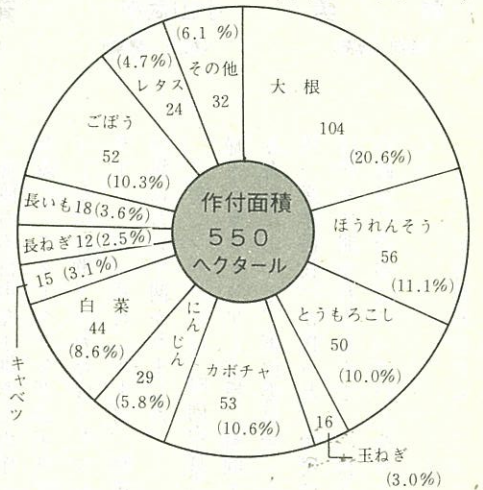 作付面積
550
ヘクタール
大根
104
(20.6%)
ほうれんそう
56
(11.1%)
とうもろこし
50
(10.0%)
16
玉ねぎ
(3.0%)
カボチャ
53
(10.6%)
にんじん
29
(5.8%)
白菜
44
(8.6%)
15(3.1%)
キャベツ
長ねぎ12(2.5%)
長いも18(3.6%)
ごぼう
52
(10.3%)
(4.7%)
レタス
24
(6.1%)
その他
32